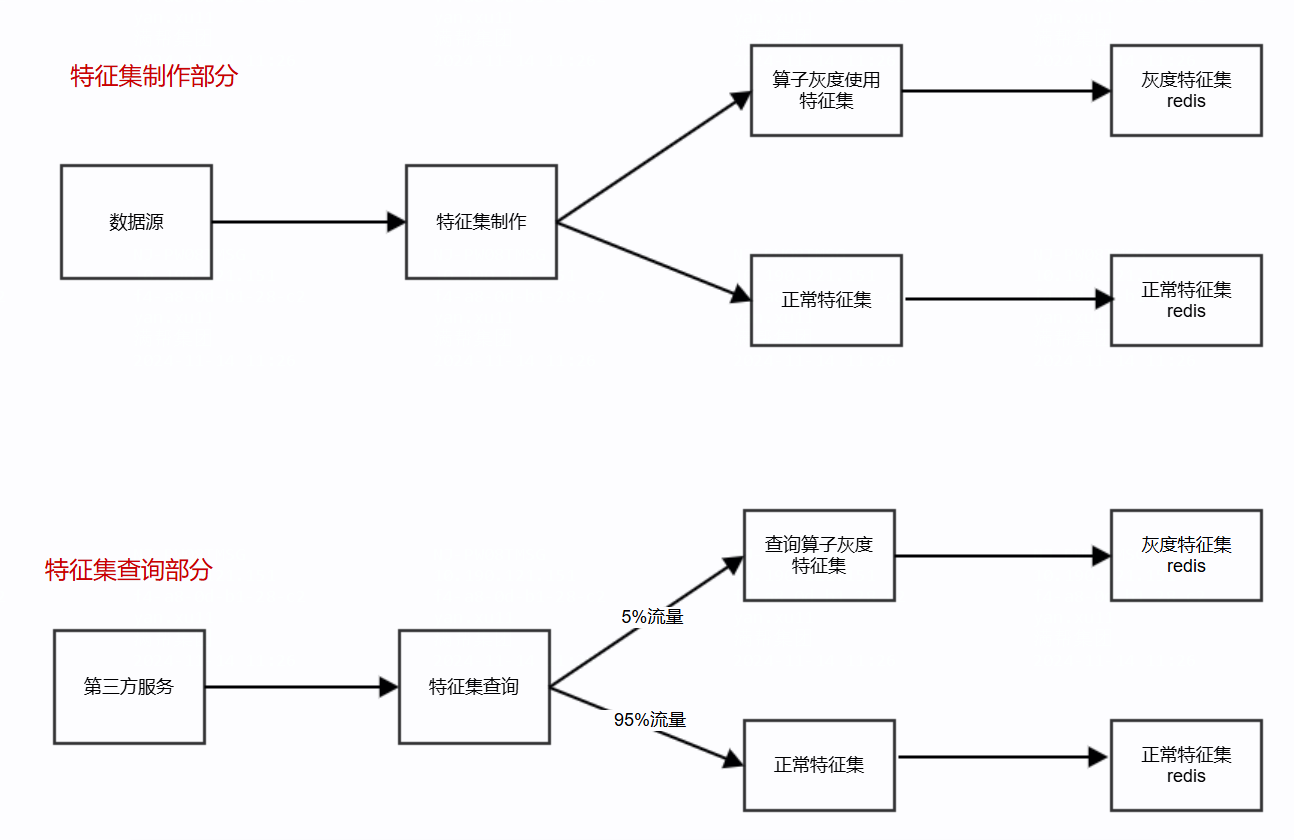 特征集制作部分
算子灰度使用
特征集
灰度特征集
redis
数据源
特征集制作
正常特征集
正常特征集
redis
特征集查询部分
查询算子灰度
特征集
灰度特征集
redis
5%流量
第三方服务
特征集查询
95%流量
正常特征集
正常特征集
redis